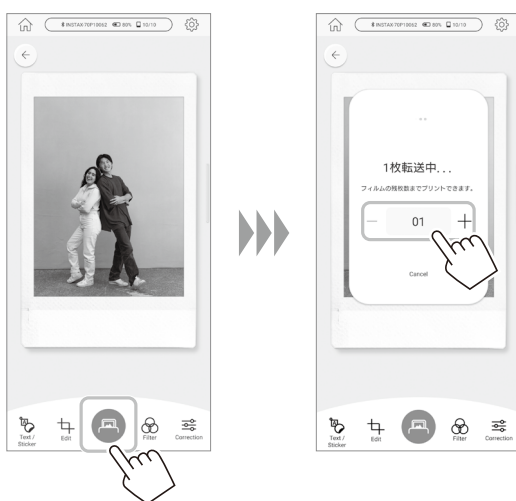 INSTAX-70P19062 80% 10/10
Text /
Sticker
Edit
Filter
Correction
INSTAX-70P19062 80% 10/10
1枚転送中...
フィルムの残枚数までプリントできます。
01
Cancel
Text /
Sticker
Edit
Filter
Correction